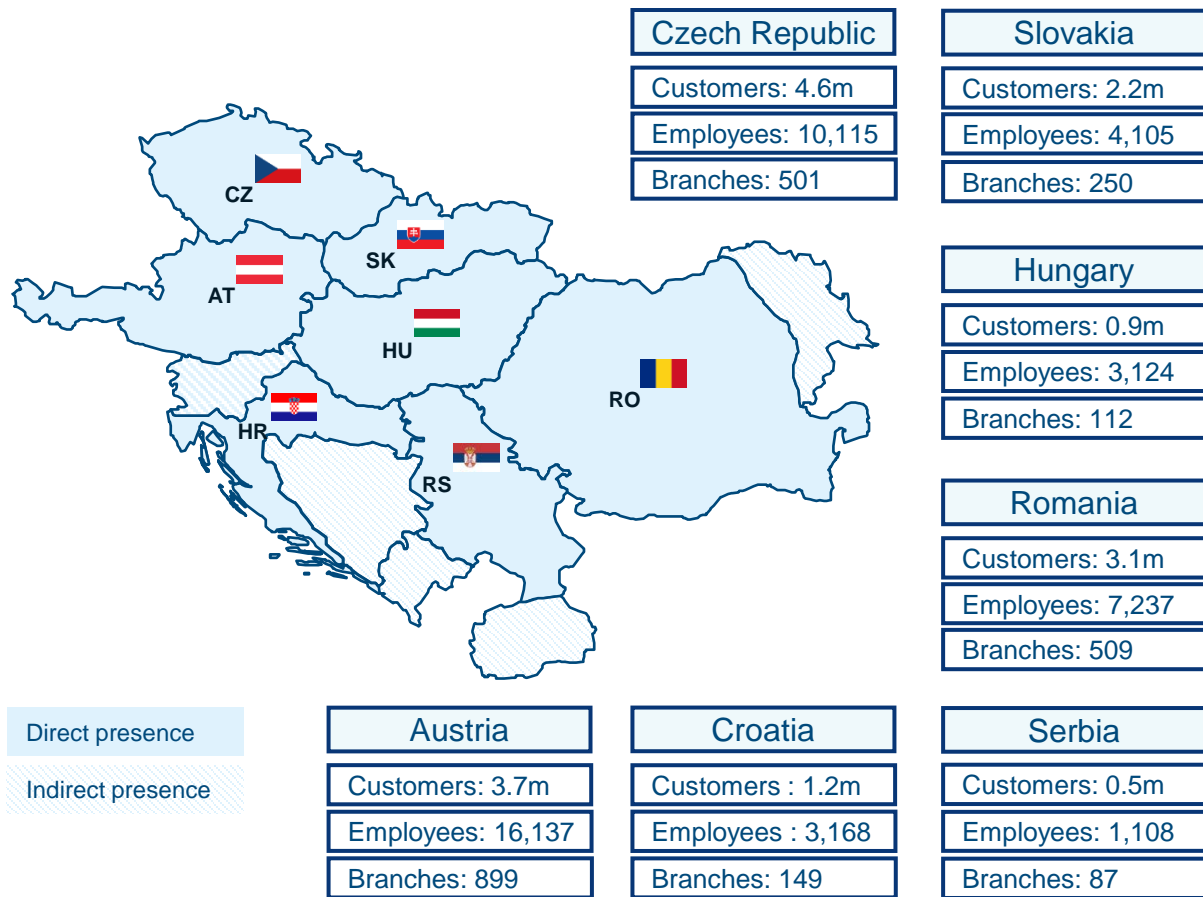 Czech Republic
Customers: 4.6m
Employees: 10,115
Branches: 501
Slovakia
Customers: 2.2m
Employees: 4,105
Branches: 250
CZ
SK
AT
HU
RO
HR
RS
Hungary
Customers: 0.9m
Employees: 3,124
Branches: 112
Romania
Customers: 3.1m
Employees: 7,237
Branches: 509
Direct presence
Indirect presence
Austria
Customers: 3.7m
Employees: 16,137
Branches: 899
Croatia
Customers : 1.2m
Employees : 3,168
Branches: 149
Serbia
Customers: 0.5m
Employees: 1,108
Branches: 87